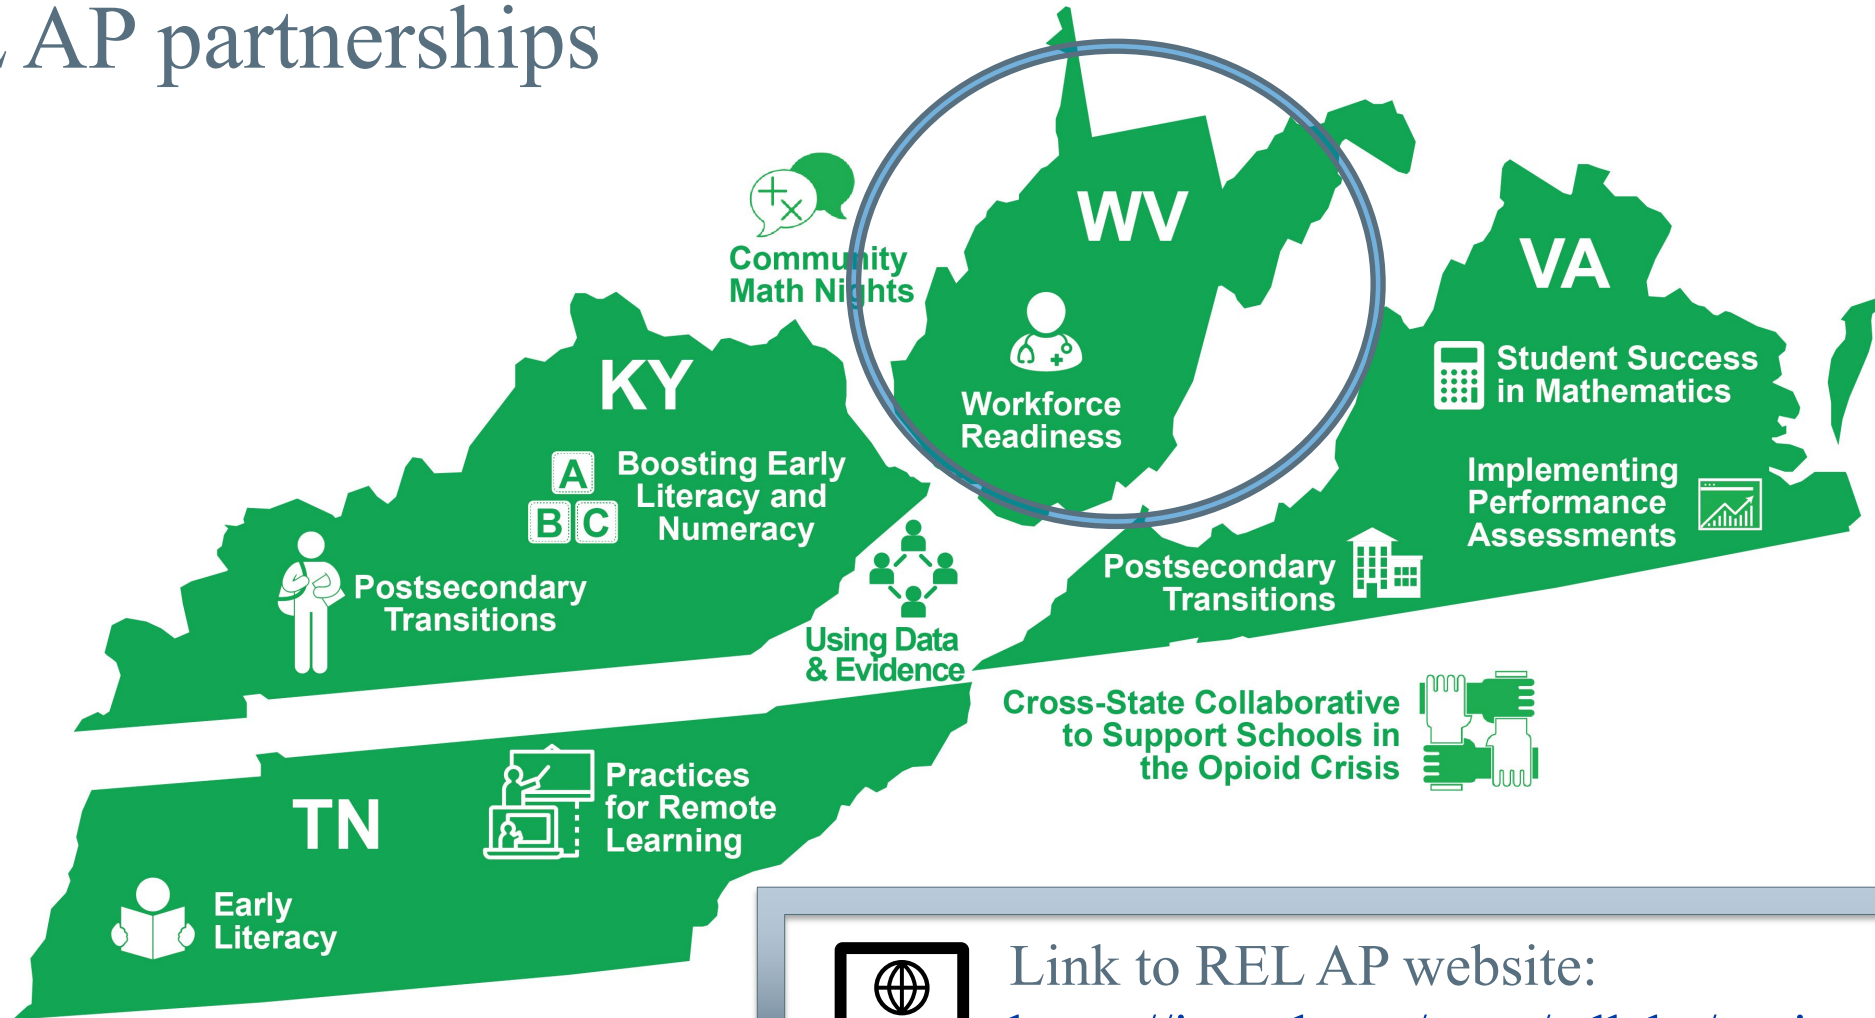 AP partnerships
WV
VA
Community
Math Nights
KY
Student Success
in Mathematics
Workforce
Readiness
A
B C
Boosting Early
Literacy and
Numeracy
Implementing
Performance
Assessments
Postsecondary
Transitions
Postsecondary
Transitions
Using Data
& Evidence
Cross-State Collaborative
to Support Schools in
the Opioid Crisis
TN
Practices
for Remote
Learning
Early
Literacy
Link to REL AP website: